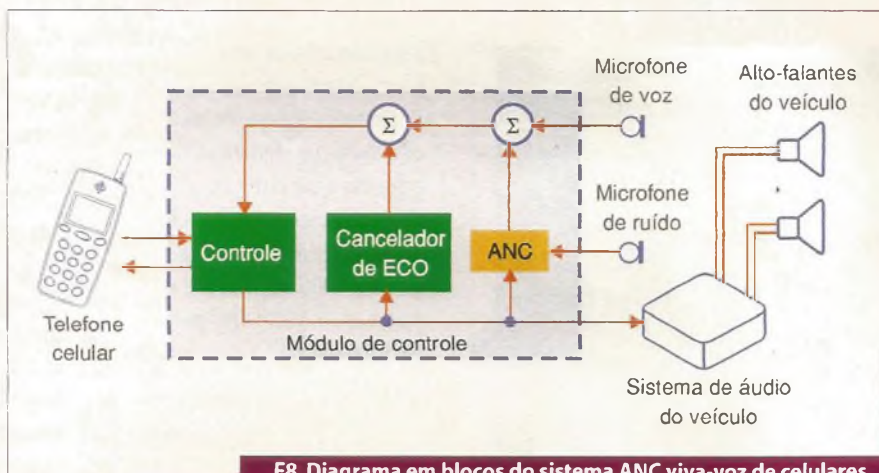 Microfone
de voz
Alto-falantes
do veículo
Σ
Σ
Microfone
de ruído
Controle
Cancelador
de ECO
ANC
Telefone
celular
Módulo de controle
Sistema de áudio
do veículo
F8. Diagrama em blocos do sistema ANC viva-voz de celulares